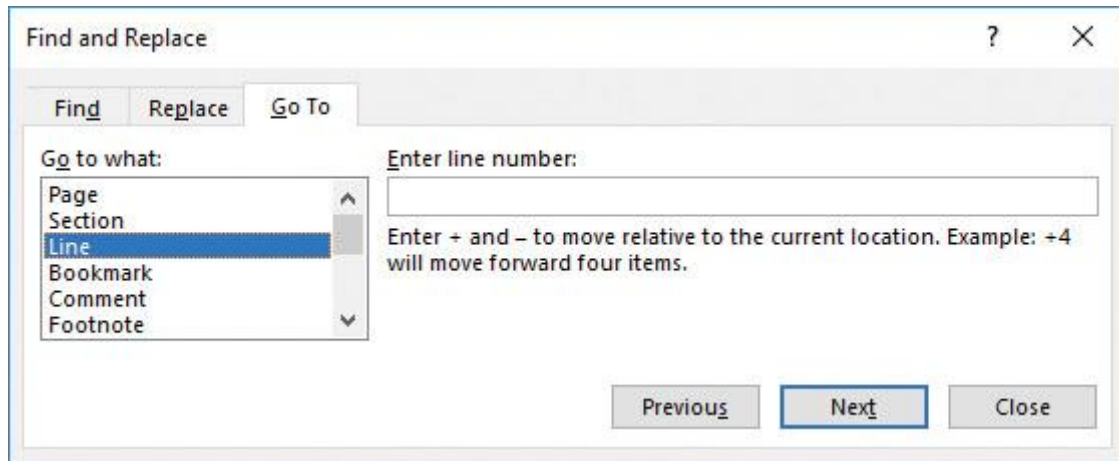 Find and Replace ?
Find Replace Go To
Go to what: Enter line number:
Page
Section
Line
Enter + and – to move relative to the current location. Example: +4
will move forward four items.
Bookmark
Comment
Footnote
Previous Next Close